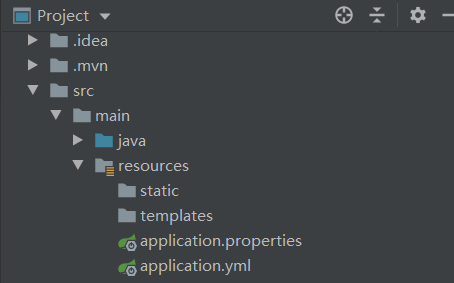 Project
.idea
.mvn
src
main
java
resources
static
templates
application.properties
application.yml